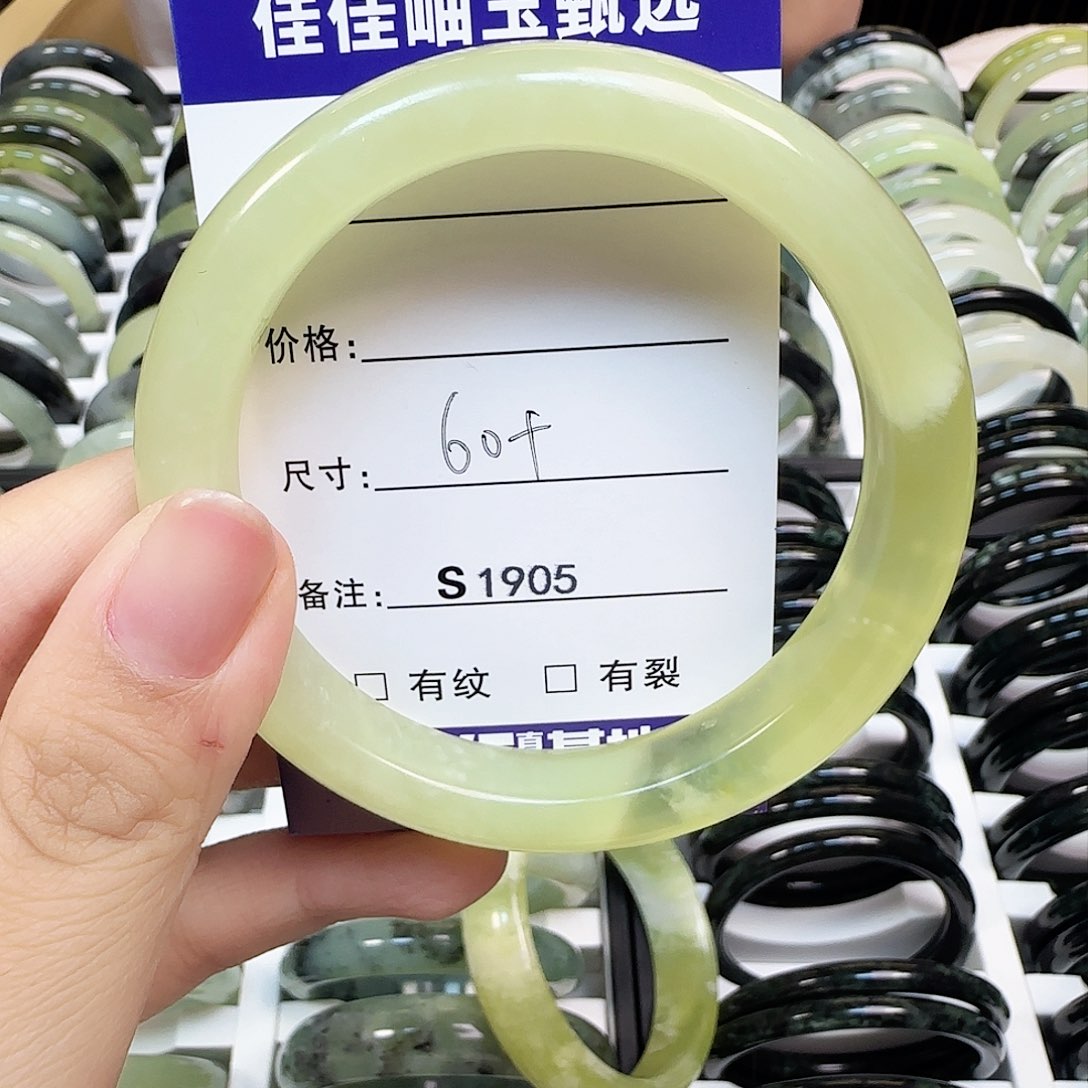 佳佳岫玉甄选
价格:
尺寸: 60+
备注: S1905
□ 有纹 □ 有裂